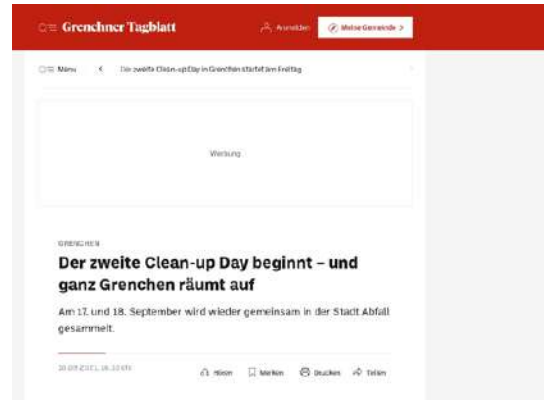 Grenchner Tagblatt
Anmelden
Meine Gemeinde
Menu
Der zweite Clean-up Day in Grenchen startet am Freitag
Werbung
GRENCHEN
Der zweite Clean-up Day beginnt – und
ganz Grenchen räumt auf
Am 17. und 18. September wird wieder gemeinsam in der Stadt Abfall
gesammelt.
Hören
Merken
Drucken
Teilen